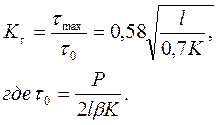 K_τ = τ_max / τ_0 = 0,58 √(l / 0,7K),
где τ_0 = P / 2lβK.